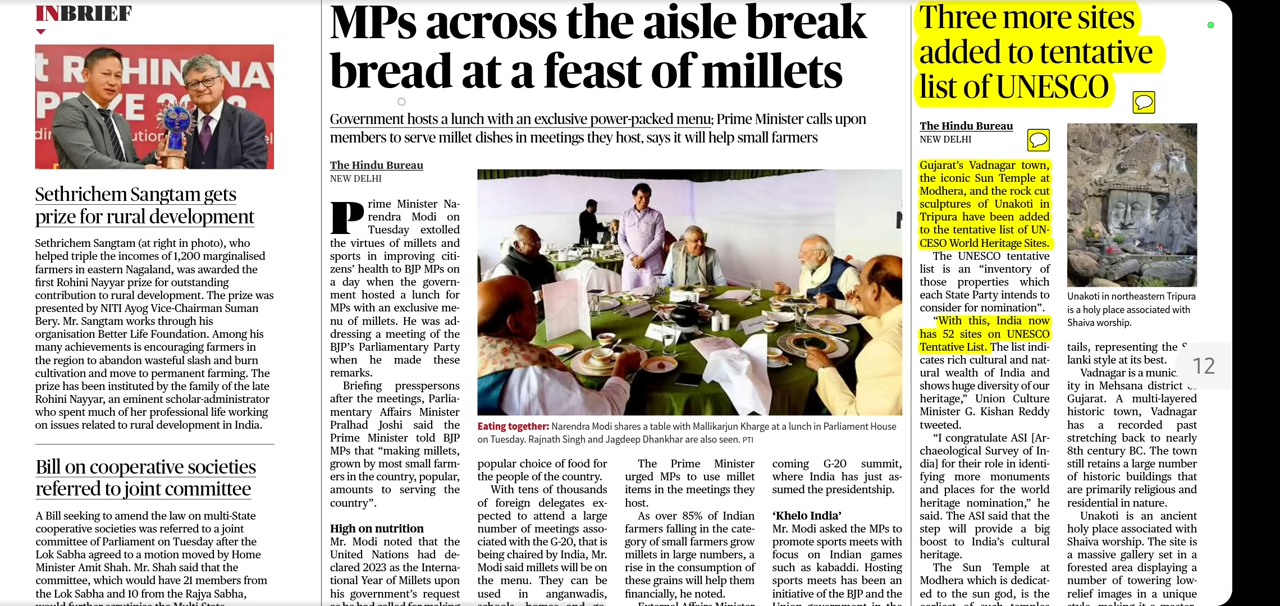 INBRIEF
Sethrichem Sangtam gets
prize for rural development
Sethrichem Sangtam (at right in photo), who
helped triple the incomes of 1,200 marginalised
farmers in eastern Nagaland, was awarded the
first Rohini Nayyar prize for outstanding
contribution to rural development. The prize was
presented by NITI Ayog Vice-Chairman Suman
Bery. Mr. Sangtam works through his
organisation Better Life Foundation. Among his
many achievements is encouraging farmers in
the region to abandon wasteful slash and burn
cultivation and move to permanent farming. The
prize has been instituted by the family of the late
Rohini Nayyar, an eminent scholar-administrator
who spent much of her professional life working
on issues related to rural development in India.
Bill on cooperative societies
referred to joint committee
A Bill seeking to amend the law on multi-State
cooperative societies was referred to a joint
committee of Parliament on Tuesday after the
Lok Sabha agreed to a motion moved by Home
Minister Amit Shah. Mr. Shah said that the
committee, which would have 21 members from
the Lok Sabha and 10 from the Rajya Sabha,
would further scrutinise the Multi-State
MPs across the aisle break
bread at a feast of millets
Government hosts a lunch with an exclusive power-packed menu; Prime Minister calls upon
members to serve millet dishes in meetings they host, says it will help small farmers
The Hindu Bureau
NEW DELHI
Prime Minister Na-
rendra Modi on
Tuesday extolled
the virtues of millets and
sports in improving citi-
zens' health to BJP MPs on
a day when the govern-
ment hosted a lunch for
MPs with an exclusive me-
nu of millets. He was ad-
dressing a meeting of the
BJP's Parliamentary Party
when he made these
remarks.
Briefing presspersons
after the meetings, Parlia-
mentary Affairs Minister
Pralhad Joshi said the
Prime Minister told BJP
MPs that "making millets,
grown by most small farm-
ers in the country, popular,
amounts to serving the
country".
High on nutrition
Mr. Modi noted that the
United Nations had de-
clared 2023 as the Interna-
tional Year of Millets upon
his government's request
Eating together: Narendra Modi shares a table with Mallikarjun Kharge at a lunch in Parliament House
on Tuesday. Rajnath Singh and Jagdeep Dhankhar are also seen. PTI
popular choice of food for
the people of the country.
With tens of thousands
of foreign delegates ex-
pected to attend a large
number of meetings asso-
ciated with the G-20, that is
being chaired by India, Mr.
Modi said millets will be on
the menu. They can be
used in anganwadis,
The Prime Minister
urged MPs to use millet
items in the meetings they
host.
As over 85% of Indian
farmers falling in the cate-
gory of small farmers grow
millets in large numbers, a
rise in the consumption of
these grains will help them
financially, he noted.
External Affairs Minister
coming G-20 summit,
where India has just as-
sumed the presidentship.
'Khelo India'
Mr. Modi asked the MPs to
promote sports meets with
focus on Indian games
such as kabaddi. Hosting
sports meets has been an
initiative of the BJP and the
Union government in the
Three more sites
added to tentative
list of UNESCO
The Hindu Bureau
NEW DELHI
Gujarat's Vadnagar town,
the iconic Sun Temple at
Modhera, and the rock cut
sculptures of Unakoti in
Tripura have been added
to the tentative list of UN-
CESO World Heritage Sites.
The UNESCO tentative
list is an "inventory of
those properties which
each State Party intends to
consider for nomination".
"With this, India now
has 52 sites on UNESCO
Tentative List. The list indi-
cates rich cultural and nat-
ural wealth of India and
shows huge diversity of our
heritage," Union Culture
Minister G. Kishan Reddy
tweeted.
"I congratulate ASI [Ar-
chaeological Survey of In-
dia] for their role in identi-
fying more monuments
and places for the world
heritage nomination," he
said. The ASI said that the
step will provide a big
boost to India's cultural
heritage.
The Sun Temple at
Modhera which is dedicat-
ed to the sun god, is the
Unakoti in northeastern Tripura
is a holy place associated with
Shaiva worship.
tails, representing the
lanki style at its best.
Vadnagar is a
ity in Mehsana district
Gujarat. A multi-layered
historic town, Vadnagar
has a recorded past
stretching back to nearly
8th century BC. The town
still retains a large number
of historic buildings that
are primarily religious and
residential in nature.
Unakoti is an ancient
holy place associated with
Shaiva worship. The site is
a massive gallery set in a
forested area displaying a
number of towering low-
relief images in a unique
12